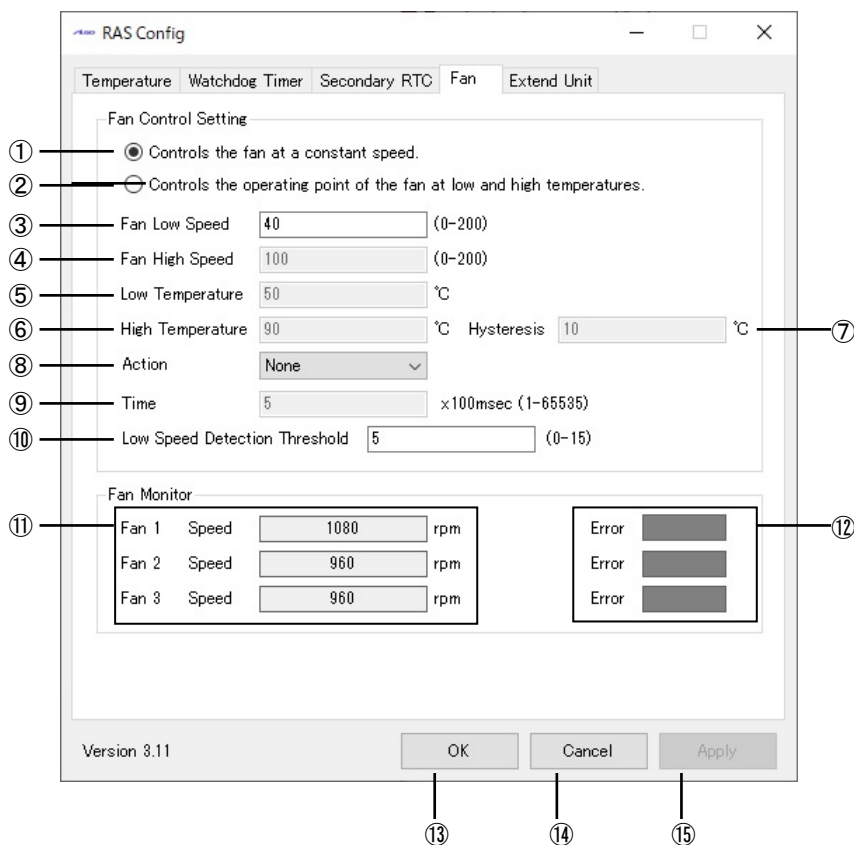 RAS Config
Temperature Watchdog Timer Secondary RTC Fan Extend Unit
Fan Control Setting
① Controls the fan at a constant speed.
② Controls the operating point of the fan at low and high temperatures.
③ Fan Low Speed 40 (0-200)
④ Fan High Speed 100 (0-200)
⑤ Low Temperature 50 ℃
⑥ High Temperature 90 ℃ Hysteresis 10 ℃ ⑦
⑧ Action None
⑨ Time 5 x100msec (1-65535)
⑩ Low Speed Detection Threshold 5 (0-15)
Fan Monitor
⑪ Fan 1 Speed 1080 rpm Error ⑫
Fan 2 Speed 960 rpm Error
Fan 3 Speed 960 rpm Error
Version 3.11 OK Cancel Apply
⑬ ⑭ ⑮